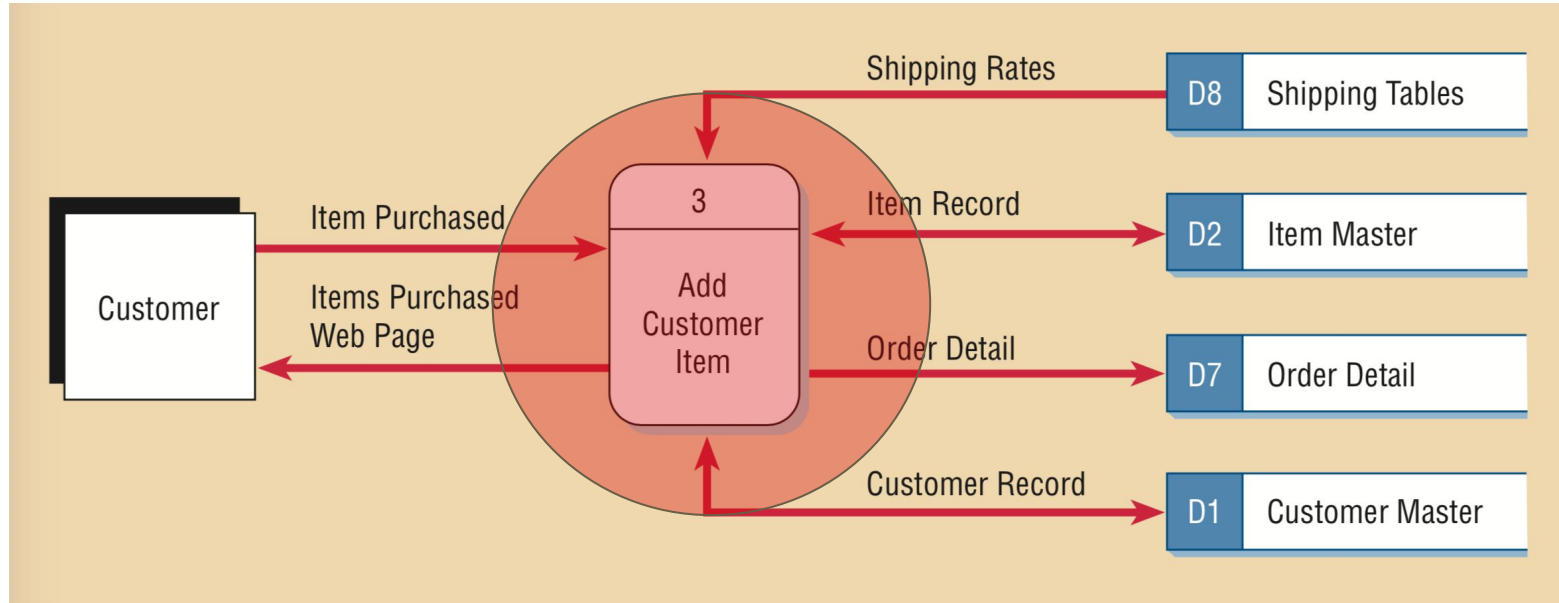 Shipping Rates
D8 Shipping Tables
3
Item Purchased
Item Record
D2 Item Master
Customer
Items Purchased
Web Page
Add
Customer
Item
Order Detail
D7 Order Detail
Customer Record
D1 Customer Master